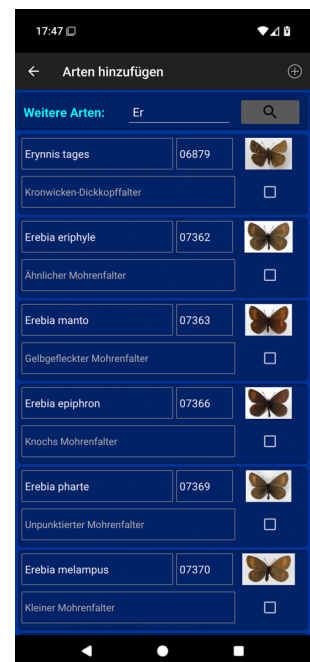 17:47
Arten hinzufügen
Weitere Arten: Er
Erynnis tages 06879
Kronwicken-Dickkopffalter
Erebia eriphyle 07362
Ähnlicher Mohrenfalter
Erebia manto 07363
Gelbgefleckter Mohrenfalter
Erebia epiphron 07366
Knochs Mohrenfalter
Erebia pharte 07369
Unpunktierter Mohrenfalter
Erebia melampus 07370
Kleiner Mohrenfalter